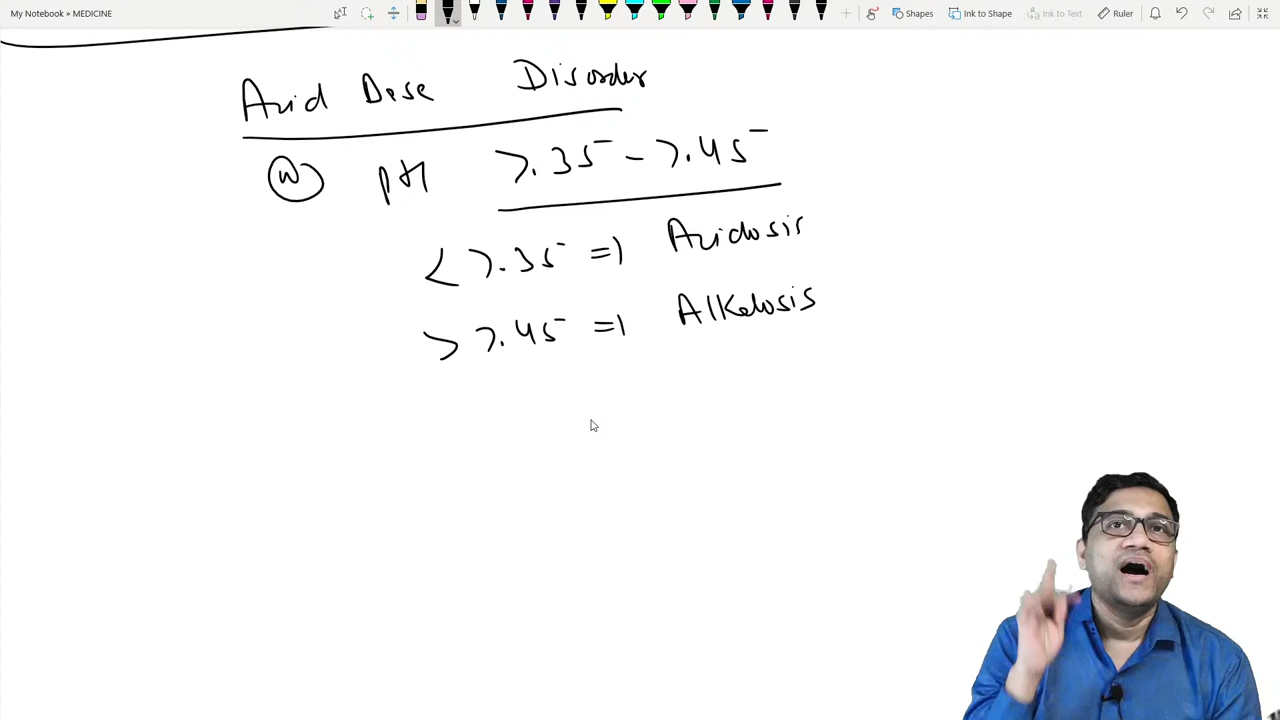 My Notebook » MEDICINE
Shapes Ink to Shape Ink to Text Ruler
Acid Base Disorder
(N) pH 7.35 - 7.45
< 7.35 => Acidosis
> 7.45 => Alkalosis